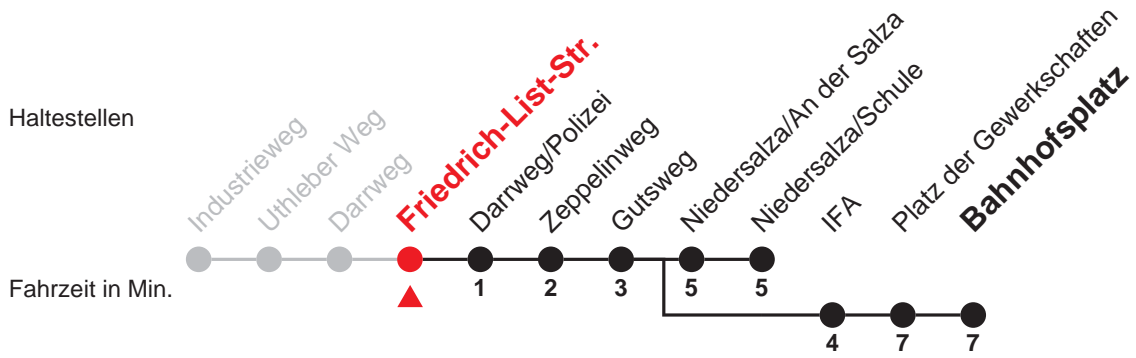 Haltestellen
Industrieweg
Uthleber Weg
Darrweg
Friedrich-List-Str.
Darrweg/Polizei
Zeppelinweg
Gutsweg
Niedersalza/An der Salza
Niedersalza/Schule
IFA
Platz der Gewerkschaften
Bahnhofsplatz
Fahrzeit in Min.
1 2 3 5 5
4 7 7